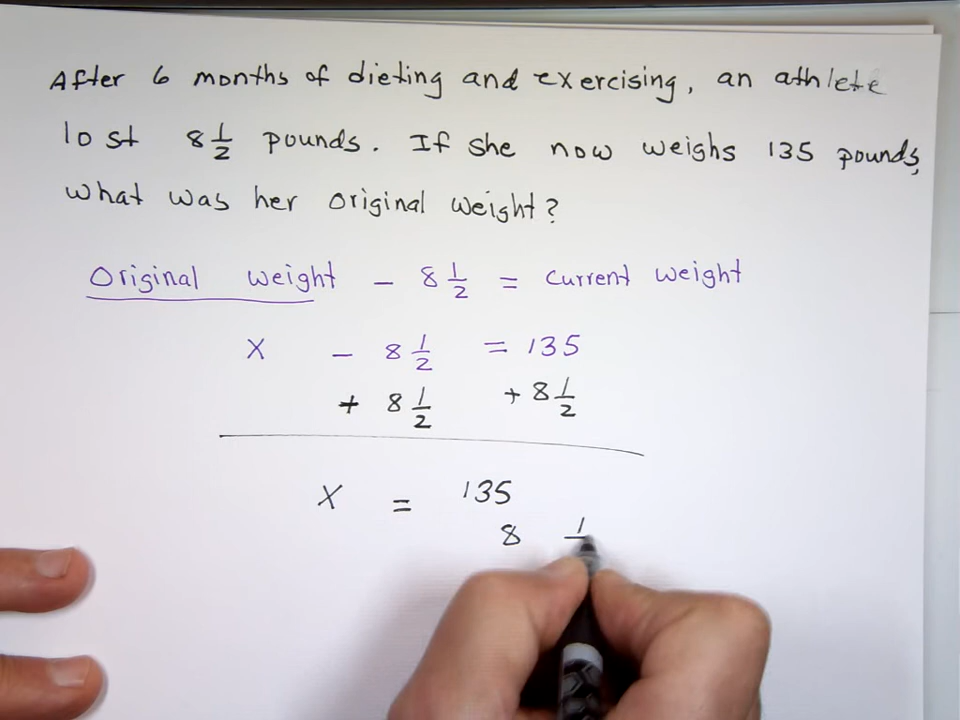 After 6 months of dieting and exercising, an athlete
lost 8 1/2 pounds. If she now weighs 135 pounds,
what was her original weight?
Original weight - 8 1/2 = current weight
X - 8 1/2 = 135
+ 8 1/2 + 8 1/2
X = 135
8 1/